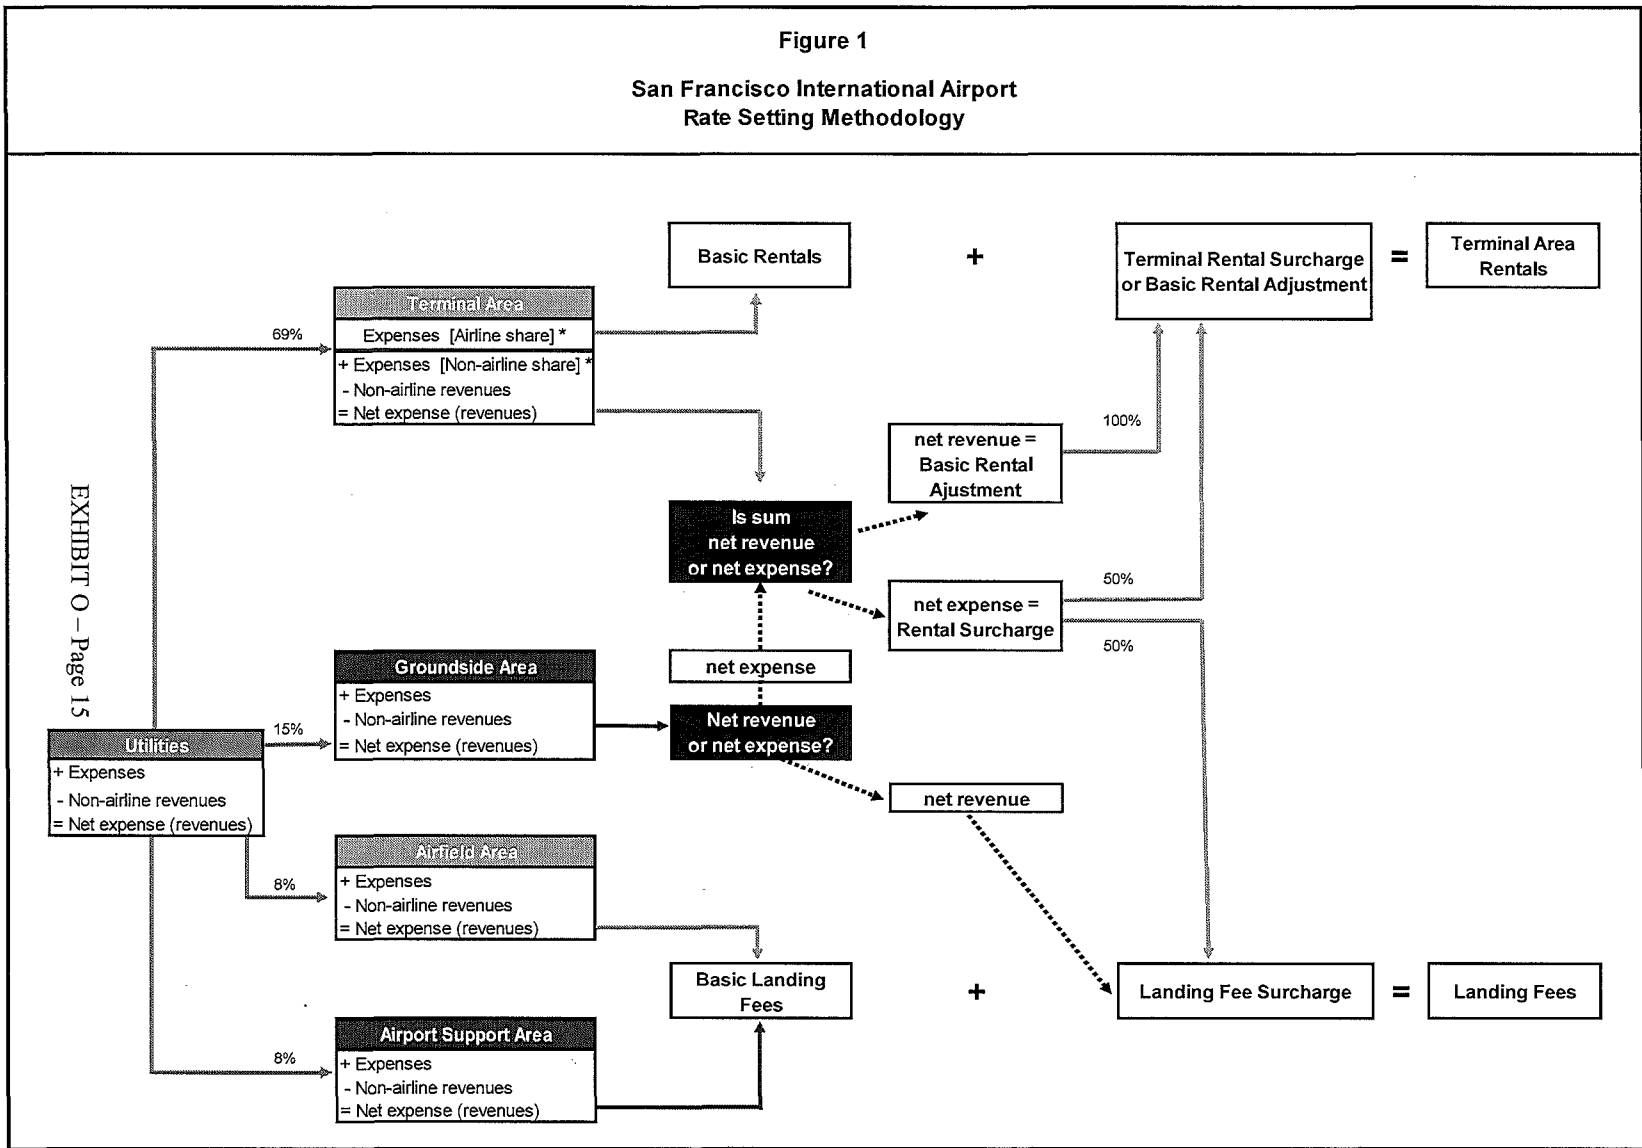 Figure 1
San Francisco International Airport
Rate Setting Methodology
Basic Rentals
+
Terminal Rental Surcharge
or Basic Rental Adjustment
=
Terminal Area
Rentals
Terminal Area
69%
Expenses [Airline share] *
+ Expenses [Non-airline share] *
- Non-airline revenues
= Net expense (revenues)
100%
net revenue =
Basic Rental
Ajustment
Is sum
net revenue
or net expense?
50%
net expense =
Rental Surcharge
50%
net expense
EXHIBIT O – Page 15
Groundside Area
+ Expenses
- Non-airline revenues
= Net expense (revenues)
15%
Net revenue
or net expense?
Utilities
+ Expenses
- Non-airline revenues
= Net expense (revenues)
net revenue
Airfield Area
8%
+ Expenses
- Non-airline revenues
= Net expense (revenues)
Basic Landing
Fees
+
Landing Fee Surcharge
=
Landing Fees
Airport Support Area
8%
+ Expenses
- Non-airline revenues
= Net expense (revenues)